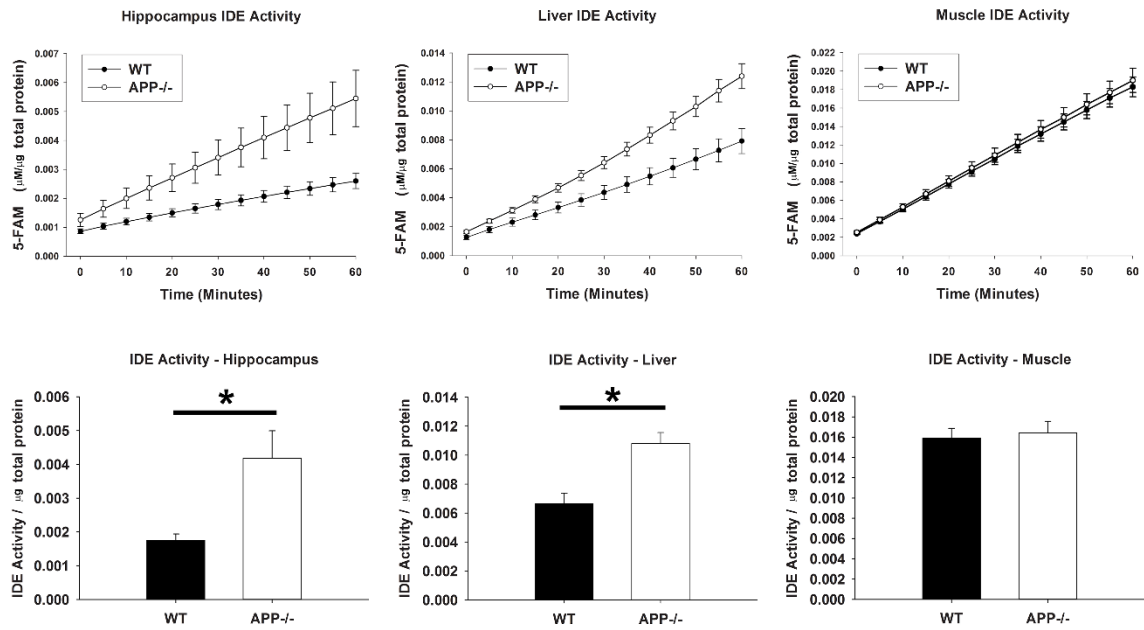 Hippocampus IDE Activity
0.007
0.006
0.005
0.004
0.003
0.002
0.001
0.000
5-FAM (μM/μg total protein)
WT
APP-/-
0 10 20 30 40 50 60
Time (Minutes)
Liver IDE Activity
0.014
0.012
0.010
0.008
0.006
0.004
0.002
0.000
5-FAM (μM/μg total protein)
WT
APP-/-
0 10 20 30 40 50 60
Time (Minutes)
Muscle IDE Activity
0.022
0.020
0.018
0.016
0.014
0.012
0.010
0.008
0.006
0.004
0.002
0.000
5-FAM (μM/μg total protein)
WT
APP-/-
0 10 20 30 40 50 60
Time (Minutes)
IDE Activity - Hippocampus
0.006
0.005
0.004
0.003
0.002
0.001
0.000
IDE Activity / μg total protein
*
WT APP-/-
IDE Activity - Liver
0.014
0.012
0.010
0.008
0.006
0.004
0.002
0.000
IDE Activity / μg total protein
*
WT APP-/-
IDE Activity - Muscle
0.020
0.018
0.016
0.014
0.012
0.010
0.008
0.006
0.004
0.002
0.000
IDE Activity / μg total protein
WT APP-/-